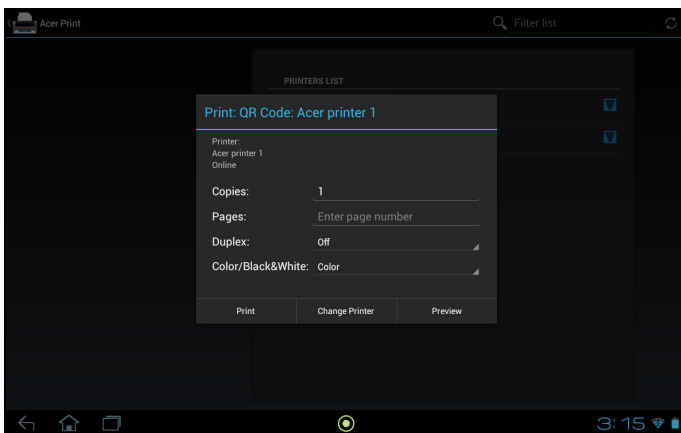 Acer Print
Filter list
PRINTERS LIST
Print: QR Code: Acer printer 1
Printer:
Acer printer 1
Online
Copies: 1
Pages: Enter page number
Duplex: Off
Color/Black&White: Color
Print Change Printer Preview
3:15